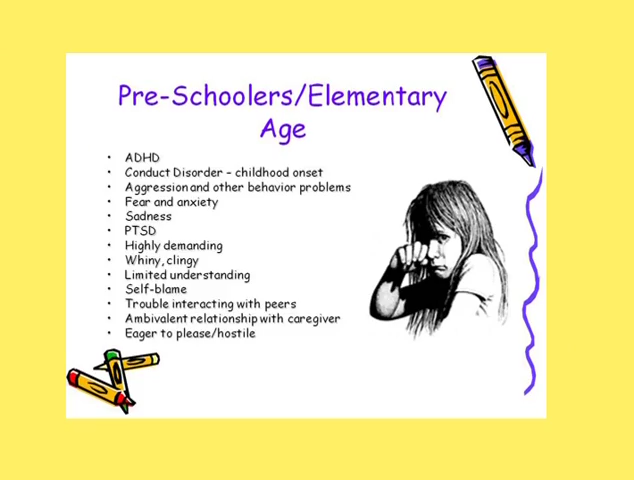 Pre-Schoolers/Elementary
Age
• ADHD
• Conduct Disorder – childhood onset
• Aggression and other behavior problems
• Fear and anxiety
• Sadness
• PTSD
• Highly demanding
• Whiny, clingy
• Limited understanding
• Self-blame
• Trouble interacting with peers
• Ambivalent relationship with caregiver
• Eager to please/hostile